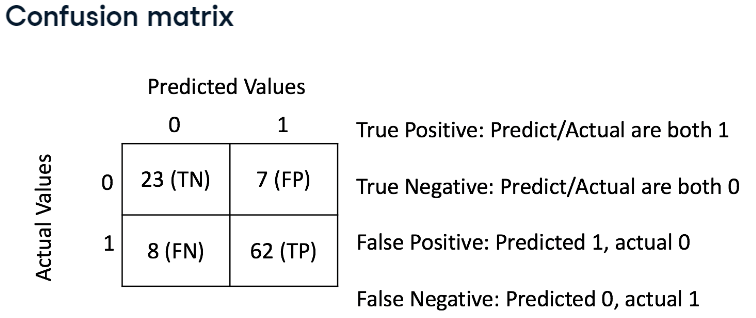 Confusion matrix
Predicted Values
0 1
Actual Values
0 23 (TN) 7 (FP)
1 8 (FN) 62 (TP)
True Positive: Predict/Actual are both 1
True Negative: Predict/Actual are both 0
False Positive: Predicted 1, actual 0
False Negative: Predicted 0, actual 1